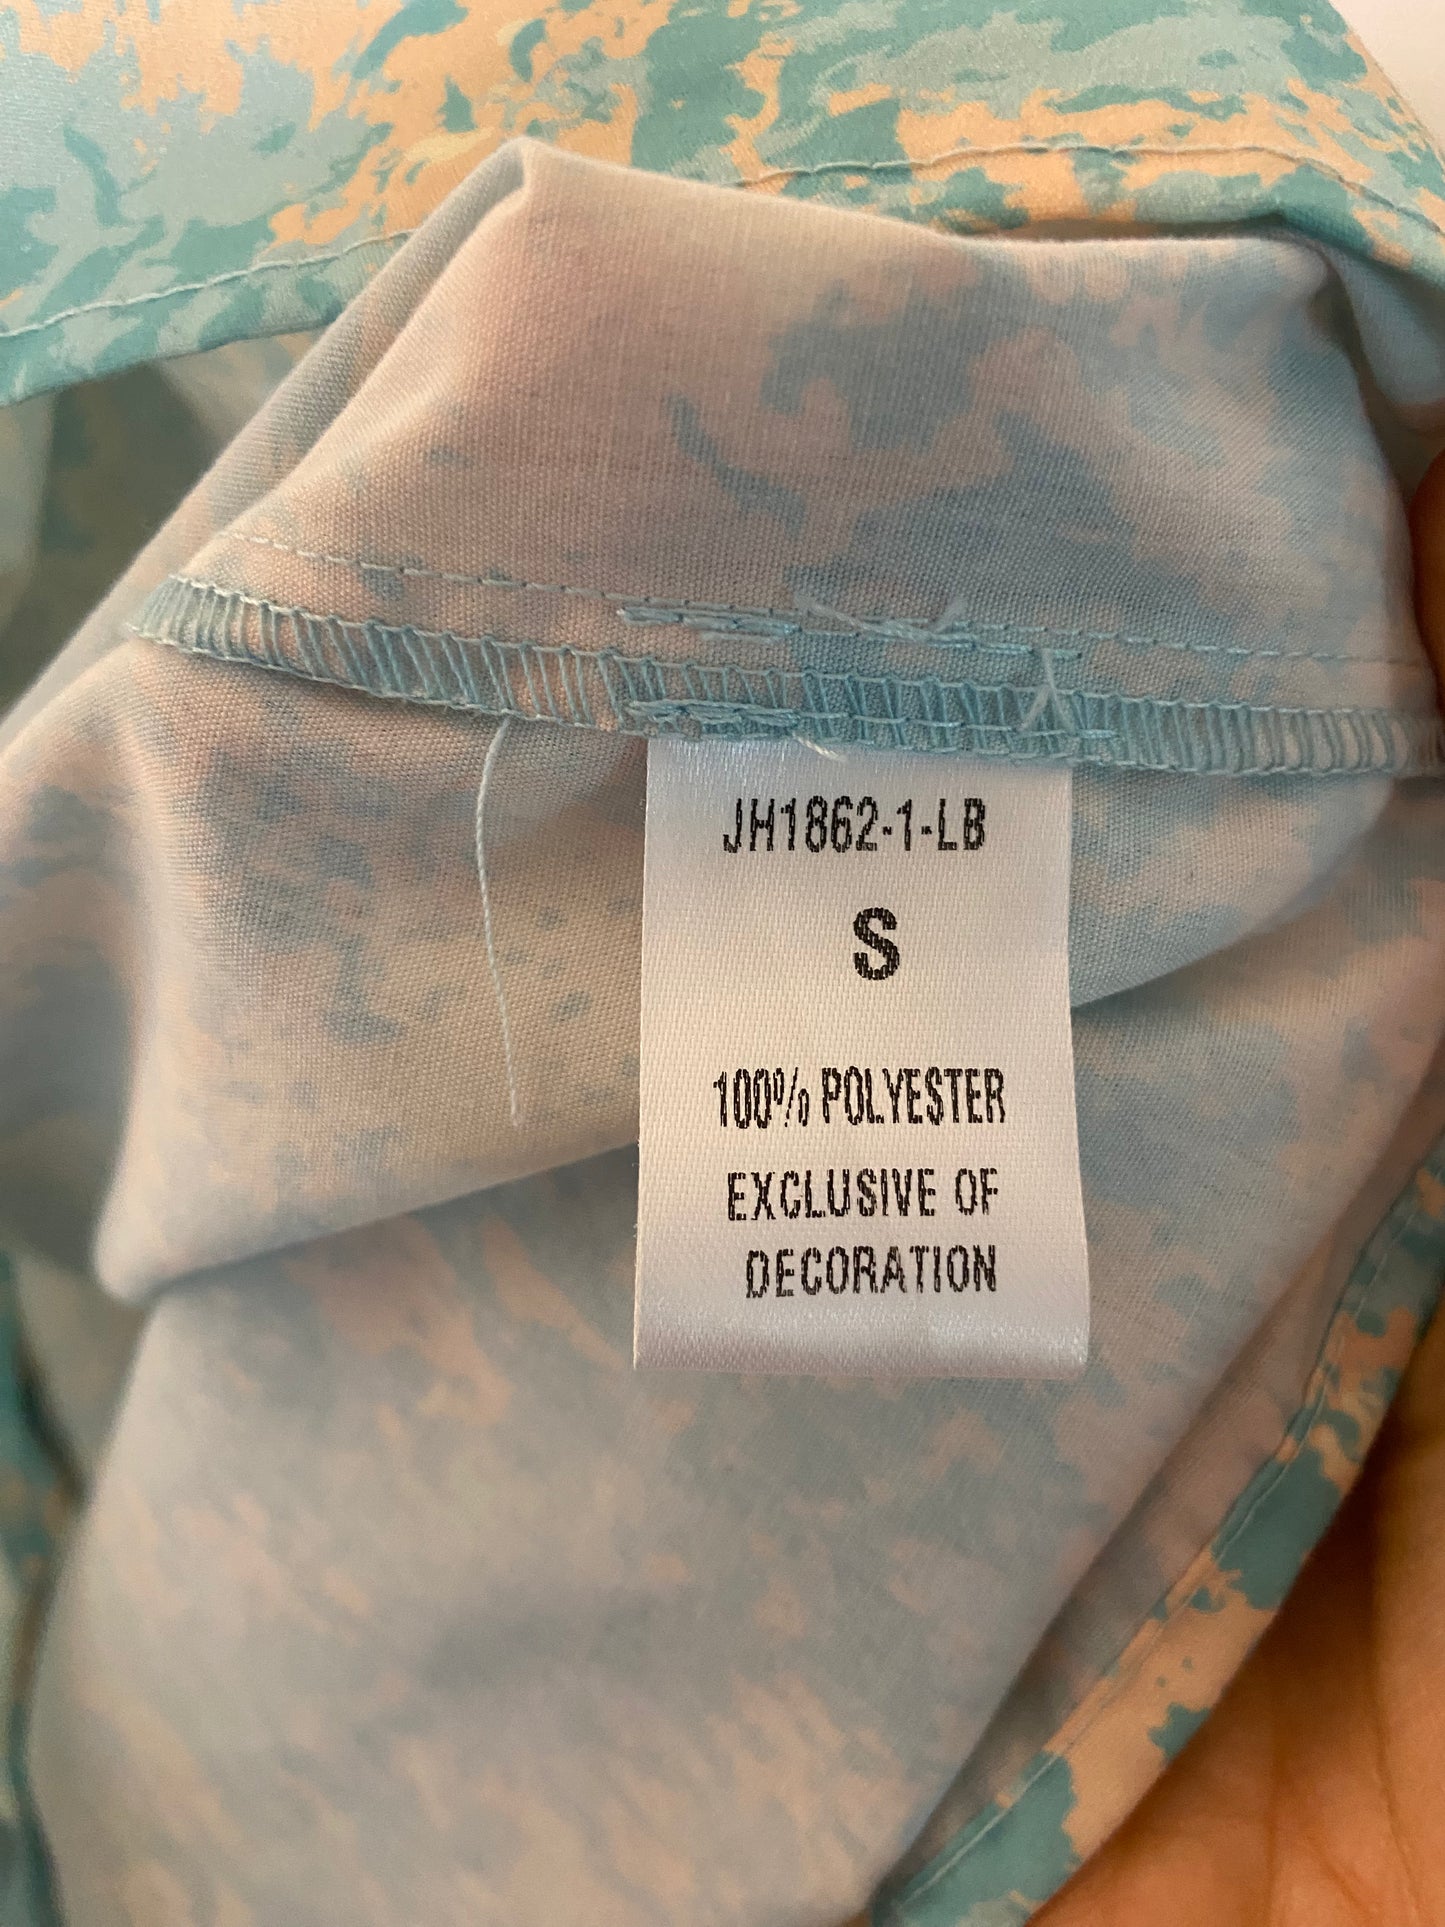 JH1862-1-LB
S
100% POLYESTER
EXCLUSIVE OF
DECORATION